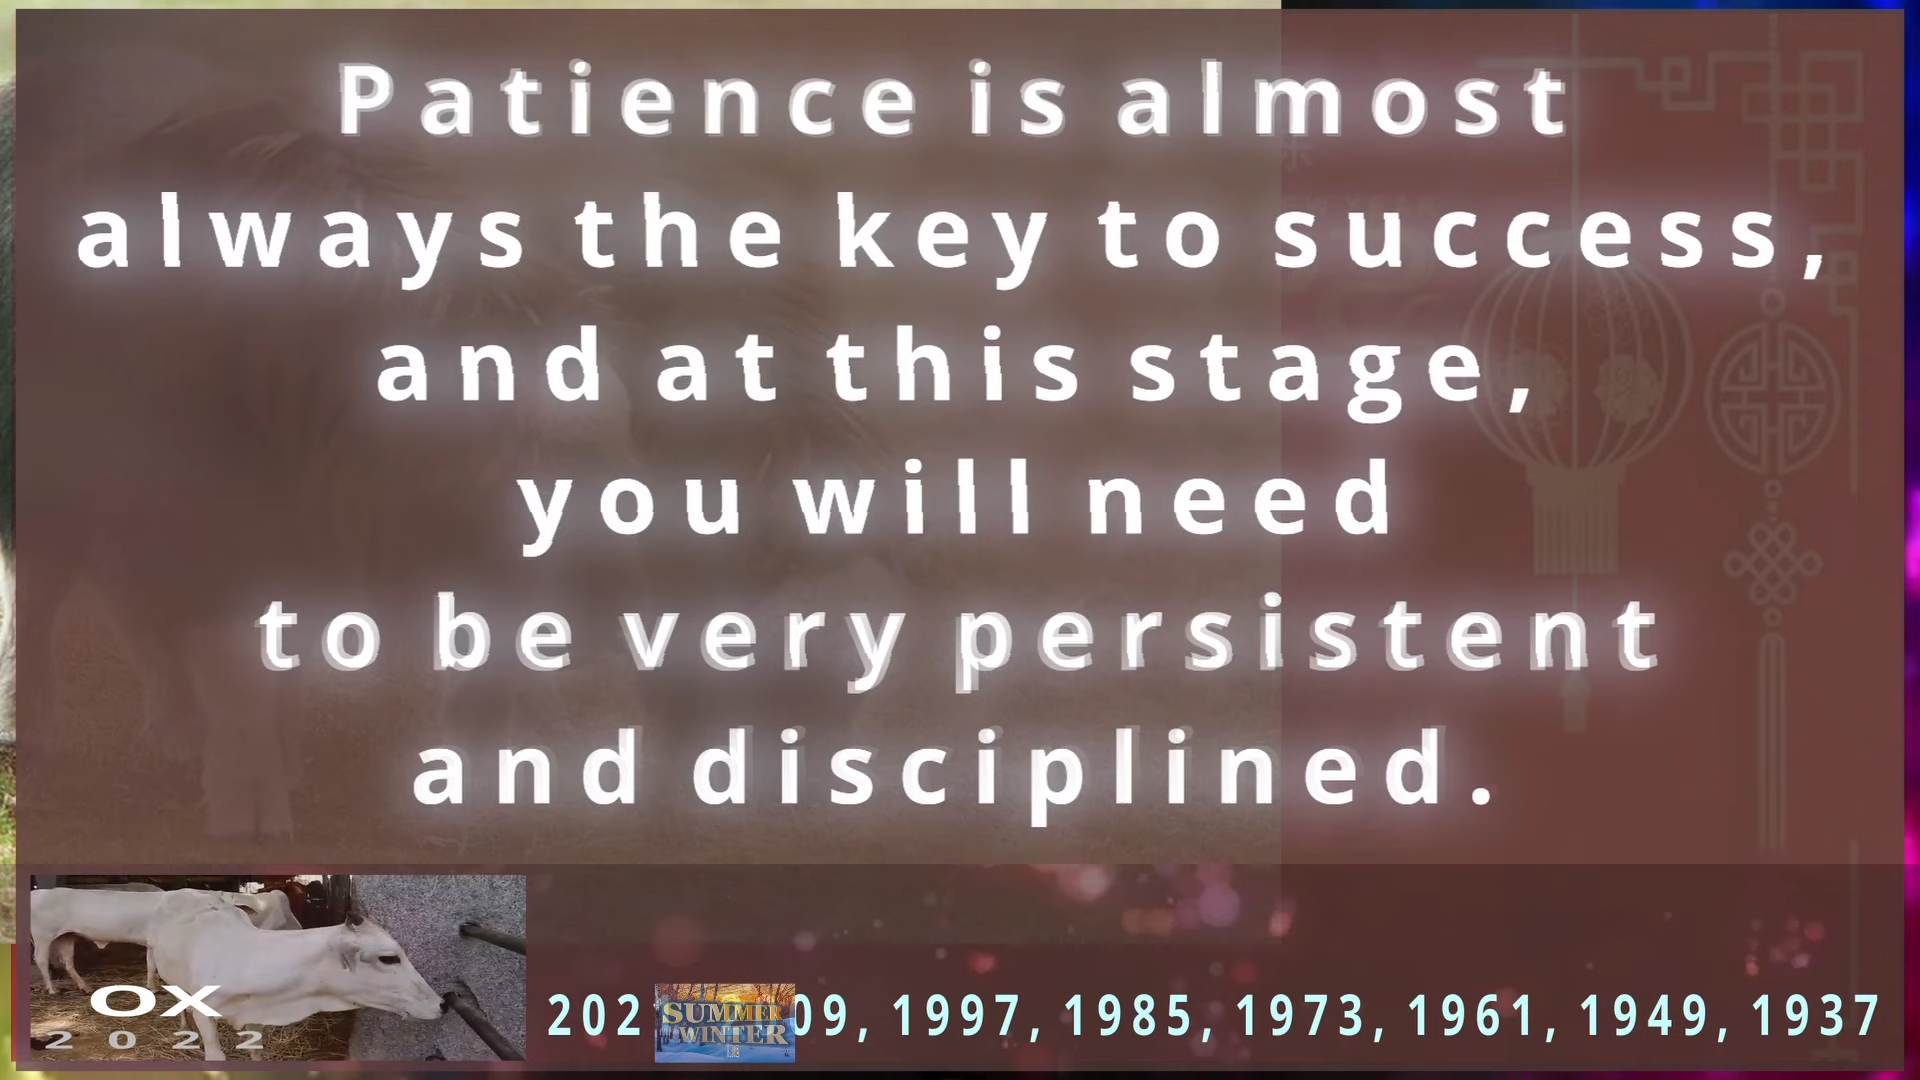 Patience is almost
always the key to success,
and at this stage,
you will need
to be very persistent
and disciplined.
OX
2022
202 09, 1997, 1985, 1973, 1961, 1949, 1937
SUMMER
WINTER